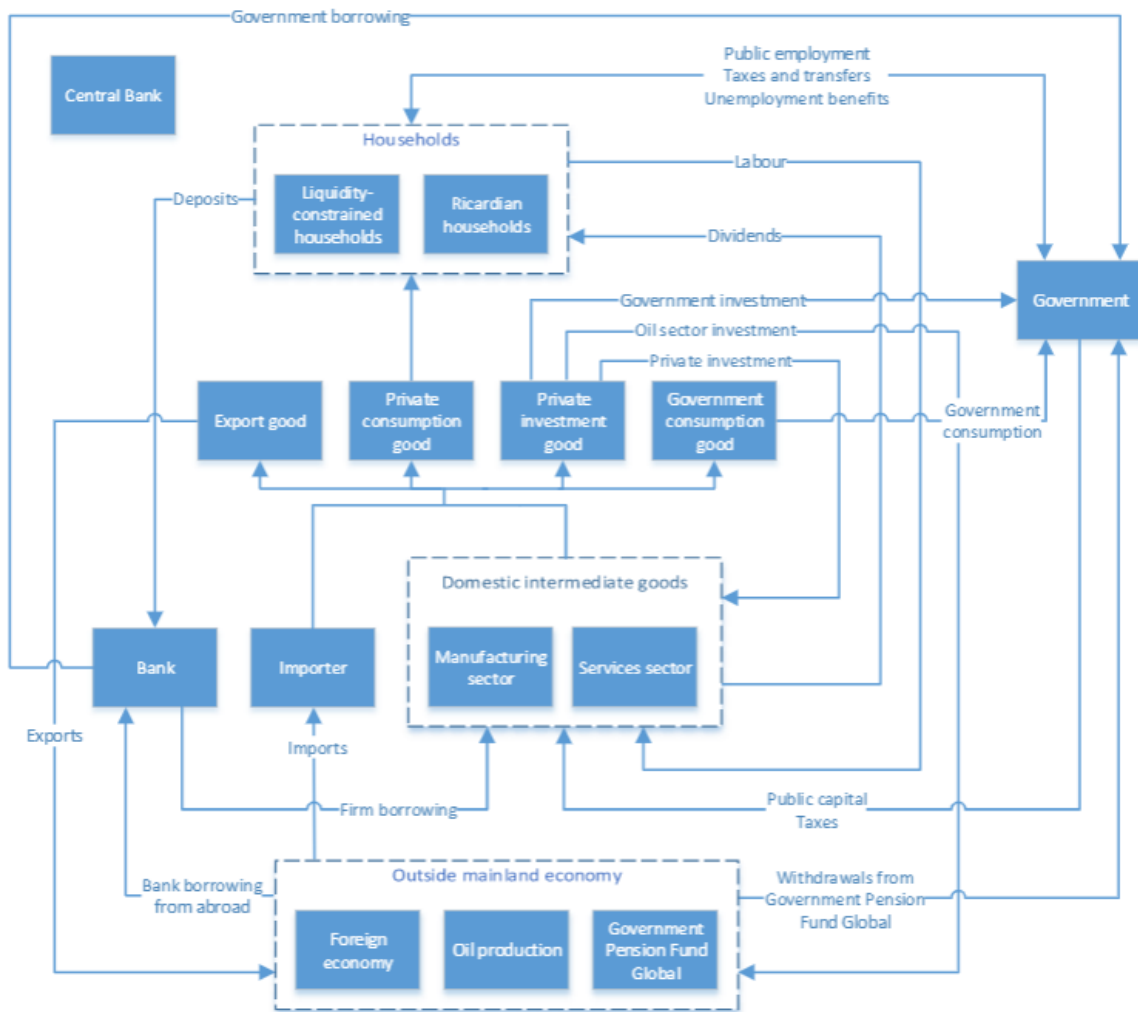 Government borrowing
Central Bank
Public employment
Taxes and transfers
Unemployment benefits
Households
Labour
Deposits
Liquidity-
constrained
households
Ricardian
households
Dividends
Government investment
Government
Oil sector investment
Private investment
Export good
Private
consumption
good
Private
investment
good
Government
consumption
good
Government
consumption
Domestic intermediate goods
Bank
Importer
Manufacturing
sector
Services sector
Exports
Imports
Firm borrowing
Public capital
Taxes
Outside mainland economy
Bank borrowing
from abroad
Withdrawals from
Government Pension
Fund Global
Foreign
economy
Oil production
Government
Pension Fund
Global